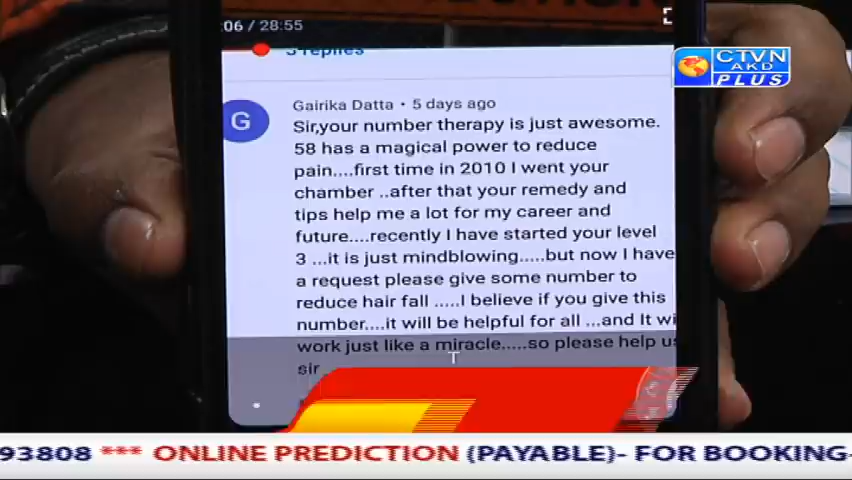 :06 / 28:55
3 replies
CTVN
AKD
PLUS
G
Gairika Datta • 5 days ago
Sir,your number therapy is just awesome.
58 has a magical power to reduce
pain....first time in 2010 I went your
chamber ..after that your remedy and
tips help me a lot for my career and
future....recently I have started your level
3 ...it is just mindblowing.....but now I have
a request please give some number to
reduce hair fall .....I believe if you give this
number....it will be helpful for all ...and It wi
work just like a miracle.....so please help us
sir
93808 *** ONLINE PREDICTION (PAYABLE)- FOR BOOKING-